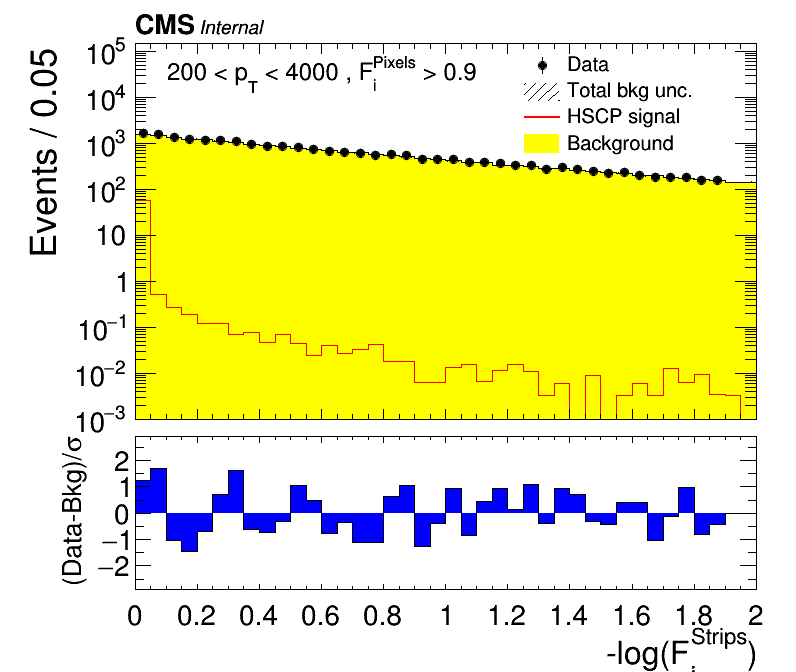 CMS Internal
200 < p_T < 4000 , F_i^Pixels > 0.9
Data
Total bkg unc.
HSCP signal
Background
Events / 0.05
10^5
10^4
10^3
10^2
10
1
10^−1
10^−2
10^−3
(Data-Bkg)/σ
2
1
0
−1
−2
0 0.2 0.4 0.6 0.8 1 1.2 1.4 1.6 1.8 2
-log(F_i^Strips)